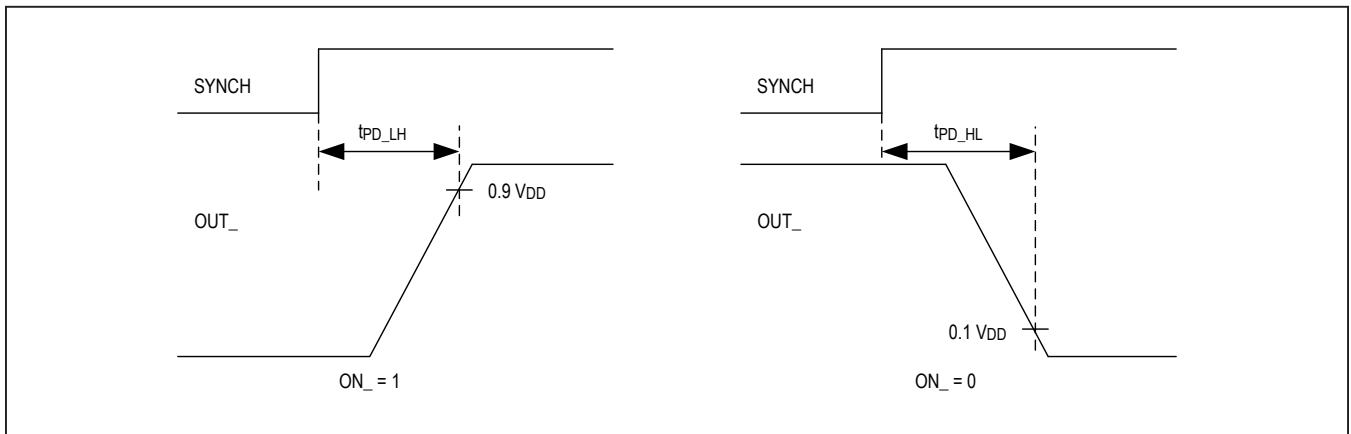 SYNCH
tPD_LH
0.9 VDD
OUT_
ON_ = 1
SYNCH
tPD_HL
OUT_
0.1 VDD
ON_ = 0